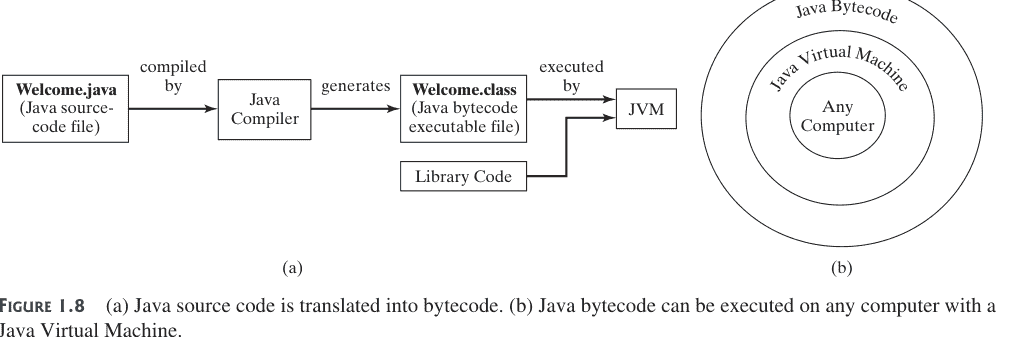 Welcome.java
(Java source-
code file)
compiled
by
Java
Compiler
generates
Welcome.class
(Java bytecode
executable file)
executed
by
JVM
Library Code
(a)
Java Bytecode
Java Virtual Machine
Any
Computer
(b)
FIGURE 1.8 (a) Java source code is translated into bytecode. (b) Java bytecode can be executed on any computer with a
Java Virtual Machine.